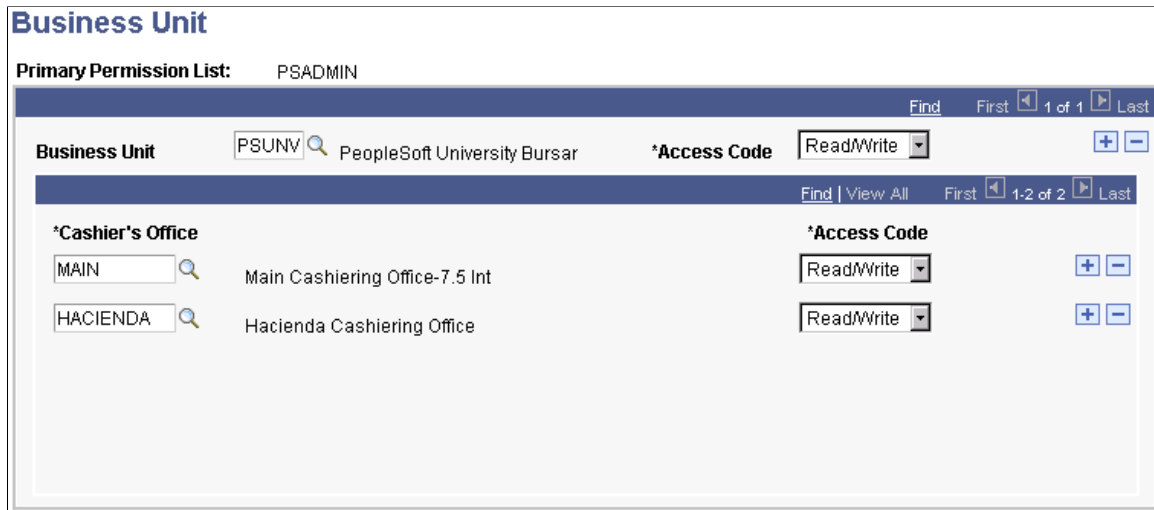 Business Unit
Primary Permission List: PSADMIN
Find First 1 of 1 Last
Business Unit PSUNV PeopleSoft University Bursar *Access Code Read/Write
Find | View All First 1-2 of 2 Last
*Cashier's Office *Access Code
MAIN Main Cashiering Office-7.5 Int Read/Write
HACIENDA Hacienda Cashiering Office Read/Write